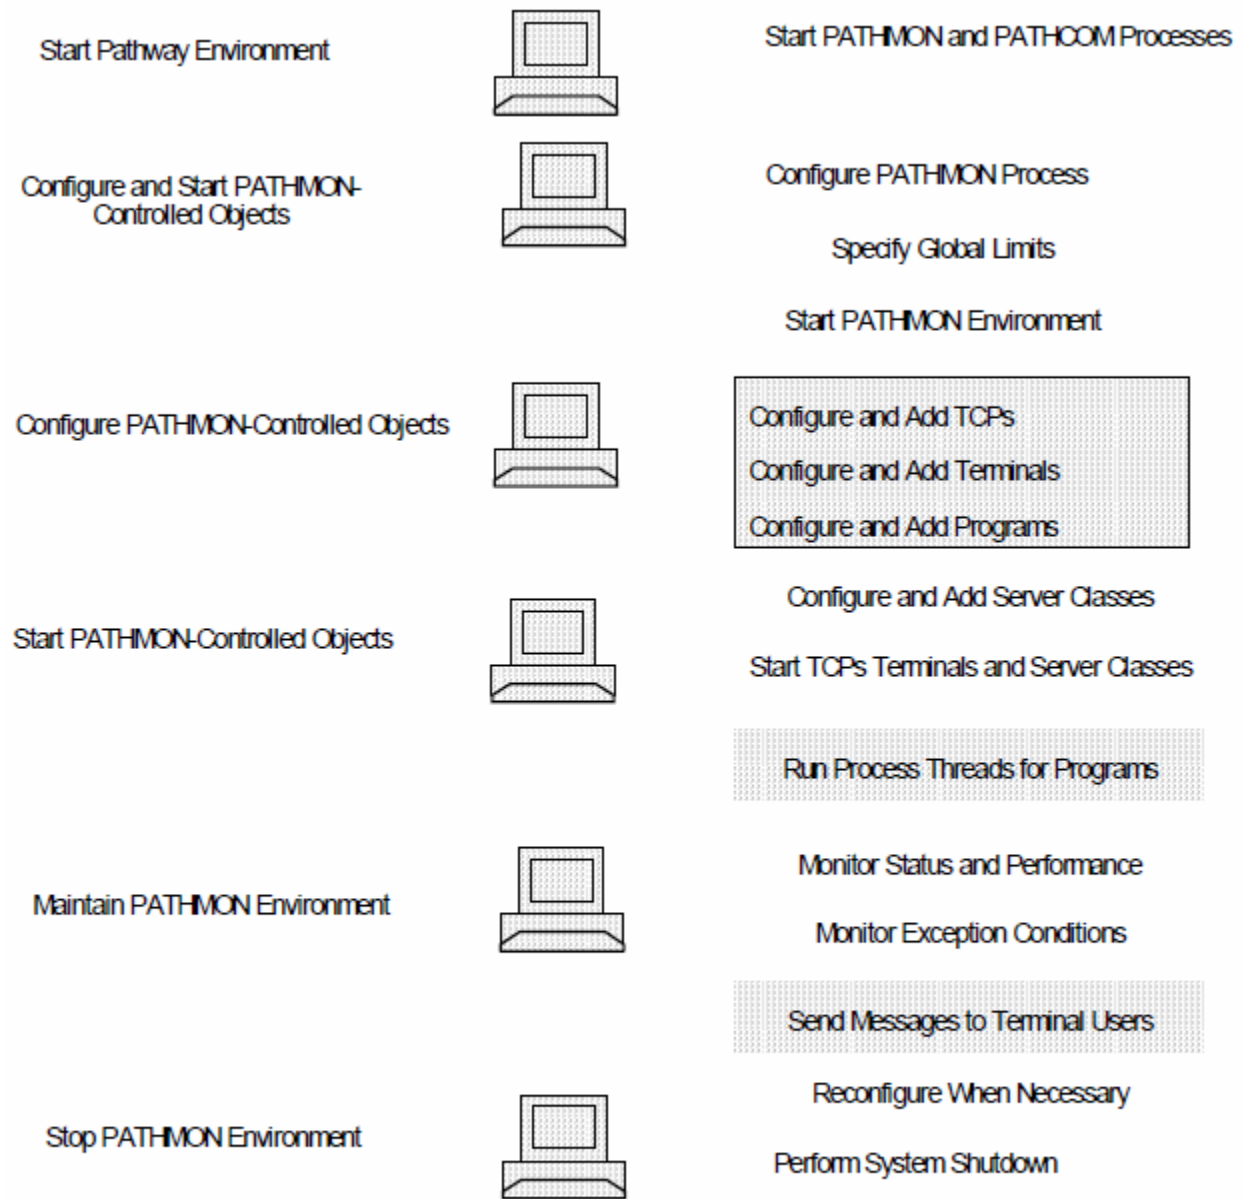 Start Pathway Environment
Start PATHMON and PATHCOM Processes
Configure and Start PATHMON-
Controlled Objects
Configure PATHMON Process
Specify Global Limits
Start PATHMON Environment
Configure PATHMON-Controlled Objects
Configure and Add TCPs
Configure and Add Terminals
Configure and Add Programs
Configure and Add Server Classes
Start PATHMON-Controlled Objects
Start TCPs Terminals and Server Classes
Run Process Threads for Programs
Maintain PATHMON Environment
Monitor Status and Performance
Monitor Exception Conditions
Send Messages to Terminal Users
Reconfigure When Necessary
Stop PATHMON Environment
Perform System Shutdown